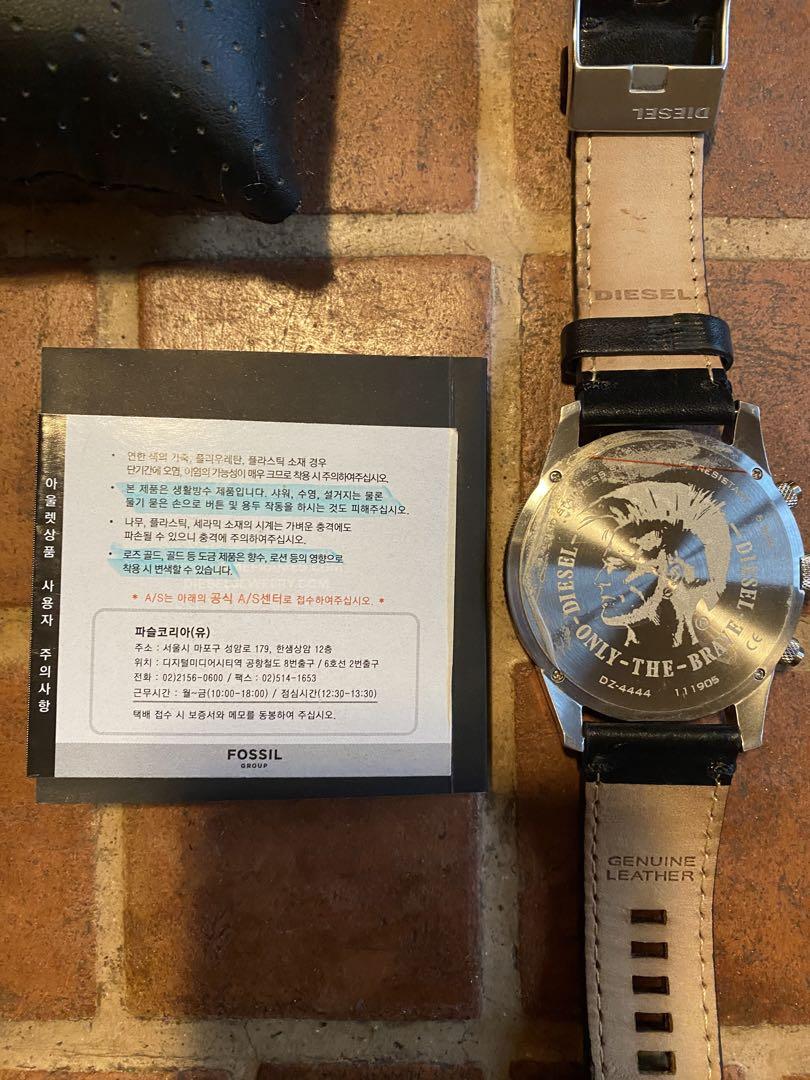 아울렛상품 사용자 주의사항
• 연한 색의 가죽, 폴리우레탄, 플라스틱 소재 경우
단기간에 오염, 이염의 가능성이 매우 크므로 착용 시 주의하여주십시오.
• 본 제품은 생활방수 제품입니다. 샤워, 수영, 설거지는 물론
물기 묻은 손으로 버튼 및 용두 작동을 하시는 것도 피해주십시오.
• 나무, 플라스틱, 세라믹 소재의 시계는 가벼운 충격에도
파손될 수 있으니 충격에 주의하여주십시오.
• 로즈 골드, 골드 등 도금 제품은 향수, 로션 등의 영향으로
착용 시 변색할 수 있습니다.
* A/S는 아래의 공식 A/S센터로 접수하여주십시오. *
파슬코리아(유)
주소 : 서울시 마포구 성암로 179, 한샘상암 12층
위치 : 디지털미디어시티역 공항철도 8번출구 / 6호선 2번출구
전화 : 02)2156-0600 / 팩스 : 02)514-1653
근무시간 : 월-금(10:00-18:00) / 점심시간(12:30-13:30)
택배 접수 시 보증서와 메모를 동봉하여 주십시오.
FOSSIL
GROUP
DIESEL
DIESEL
-DIESEL-ONLY-THE-BRAVE-DIESEL-
CE
DZ-4444 111905
GENUINE
LEATHER